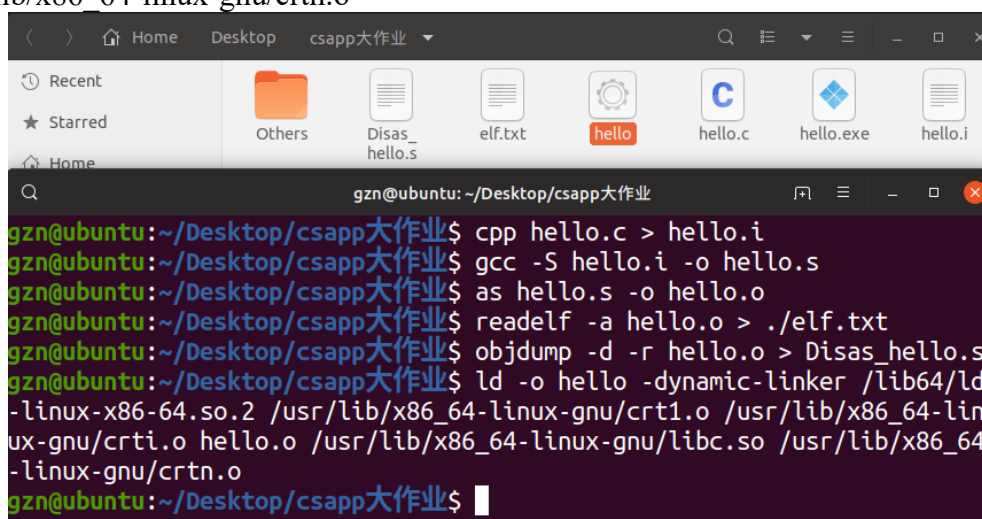 lib/x86_64-linux-gnu/crtn.o
Home Desktop csapp大作业
Recent
Starred
Home
Others Disas_ elf.txt hello hello.c hello.exe hello.i
hello.s
gzn@ubuntu: ~/Desktop/csapp大作业
gzn@ubuntu:~/Desktop/csapp大作业$ cpp hello.c > hello.i
gzn@ubuntu:~/Desktop/csapp大作业$ gcc -S hello.i -o hello.s
gzn@ubuntu:~/Desktop/csapp大作业$ as hello.s -o hello.o
gzn@ubuntu:~/Desktop/csapp大作业$ readelf -a hello.o > ./elf.txt
gzn@ubuntu:~/Desktop/csapp大作业$ objdump -d -r hello.o > Disas_hello.s
gzn@ubuntu:~/Desktop/csapp大作业$ ld -o hello -dynamic-linker /lib64/ld
-linux-x86-64.so.2 /usr/lib/x86_64-linux-gnu/crt1.o /usr/lib/x86_64-lin
ux-gnu/crti.o hello.o /usr/lib/x86_64-linux-gnu/libc.so /usr/lib/x86_64
-linux-gnu/crtn.o
gzn@ubuntu:~/Desktop/csapp大作业$